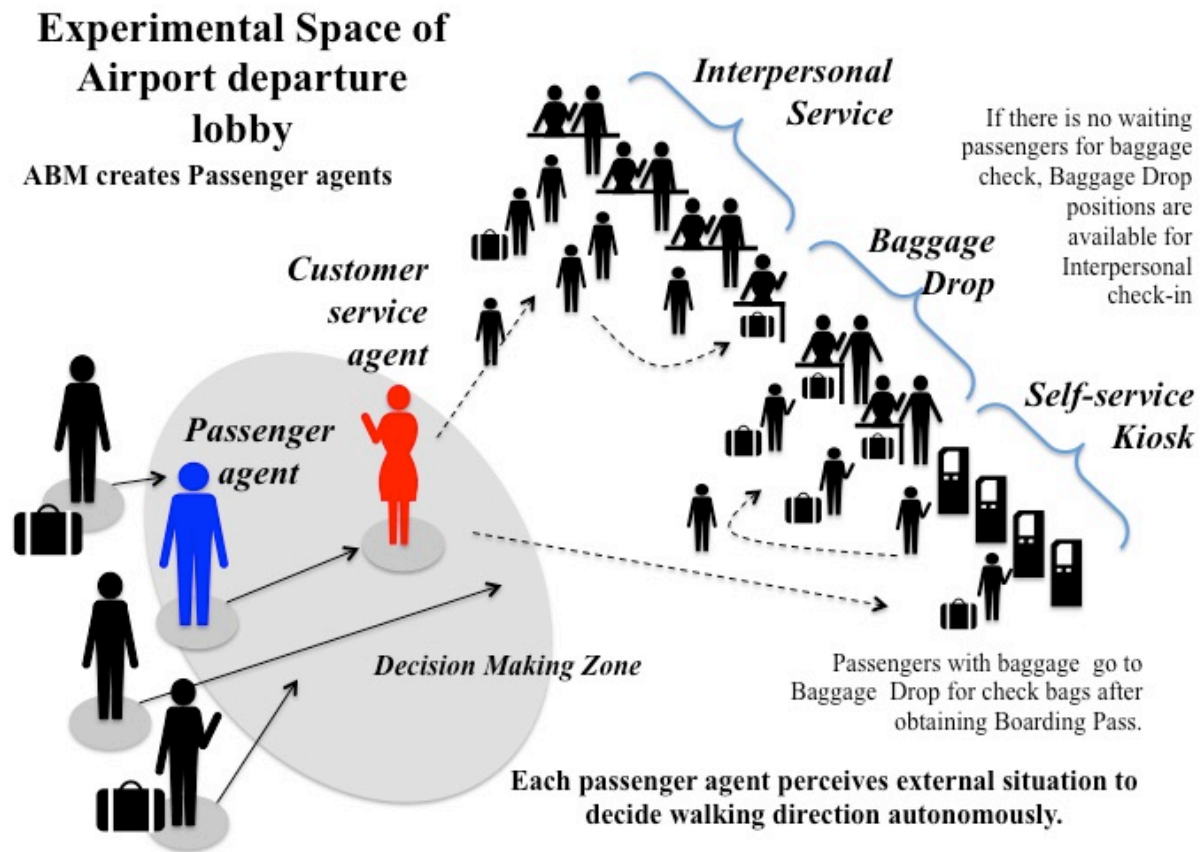 Experimental Space of
Airport departure
lobby
ABM creates Passenger agents
Interpersonal
Service
If there is no waiting
passengers for baggage
check, Baggage Drop
positions are
available for
Interpersonal
check-in
Baggage
Drop
Customer
service
agent
Self-service
Kiosk
Passenger
agent
Decision Making Zone
Passengers with baggage go to
Baggage Drop for check bags after
obtaining Boarding Pass.
Each passenger agent perceives external situation to
decide walking direction autonomously.